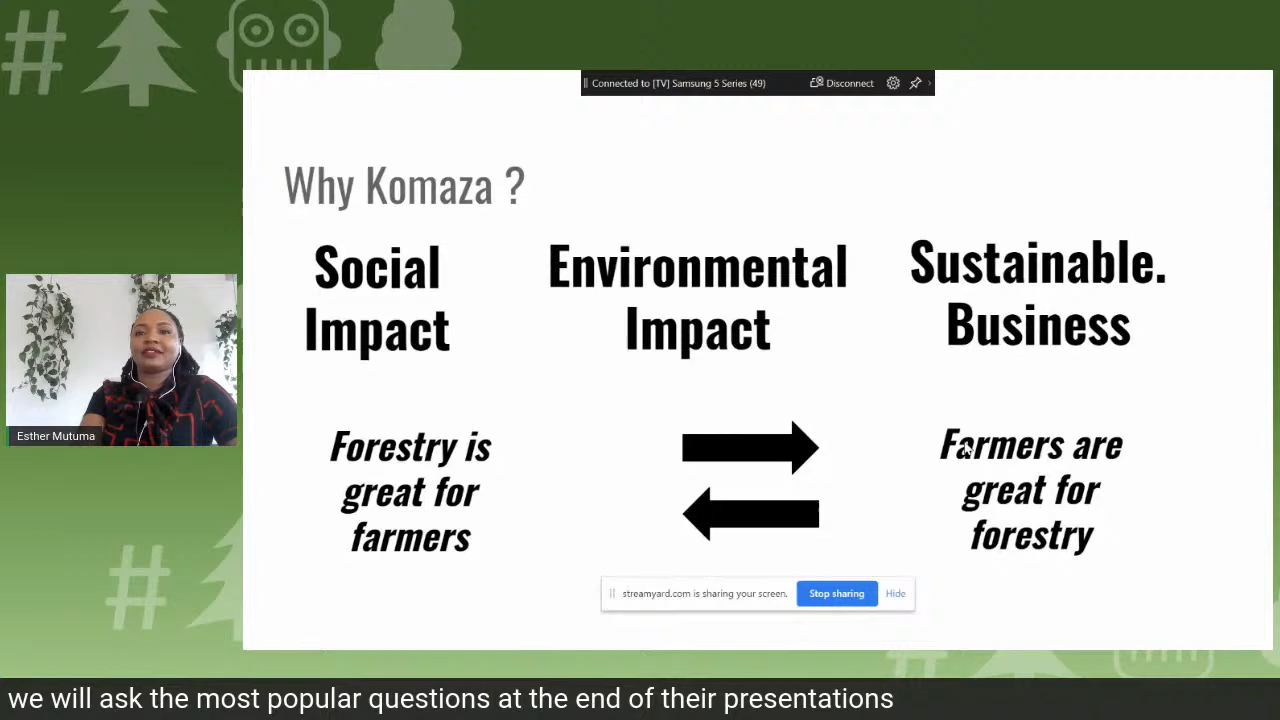 Connected to [TV] Samsung 5 Series (49)
Disconnect
Why Komaza ?
Social
Impact
Environmental
Impact
Sustainable.
Business
Forestry is
great for
farmers
Farmers are
great for
forestry
Esther Mutuma
streamyard.com is sharing your screen.
Stop sharing
Hide
we will ask the most popular questions at the end of their presentations